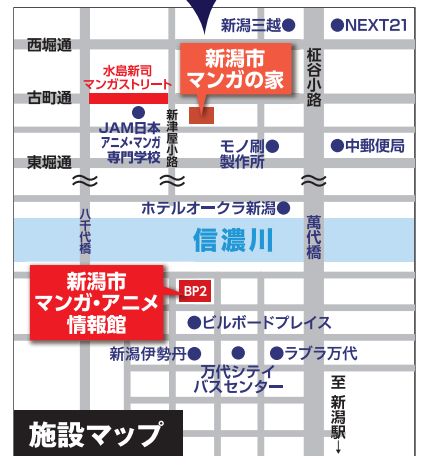 新潟三越
NEXT21
西堀通
新潟市
マンガの家
柾谷小路
水島新司
マンガストリート
古町通
新津屋小路
JAM日本
アニメ・マンガ
専門学校
モノ刷
製作所
中郵便局
東堀通
ホテルオークラ新潟
八千代橋
信濃川
萬代橋
新潟市
マンガ・アニメ
情報館
BP2
ビルボードプレイス
新潟伊勢丹
ラブラ万代
万代シテイ
バスセンター
至 新潟駅→
施設マップ